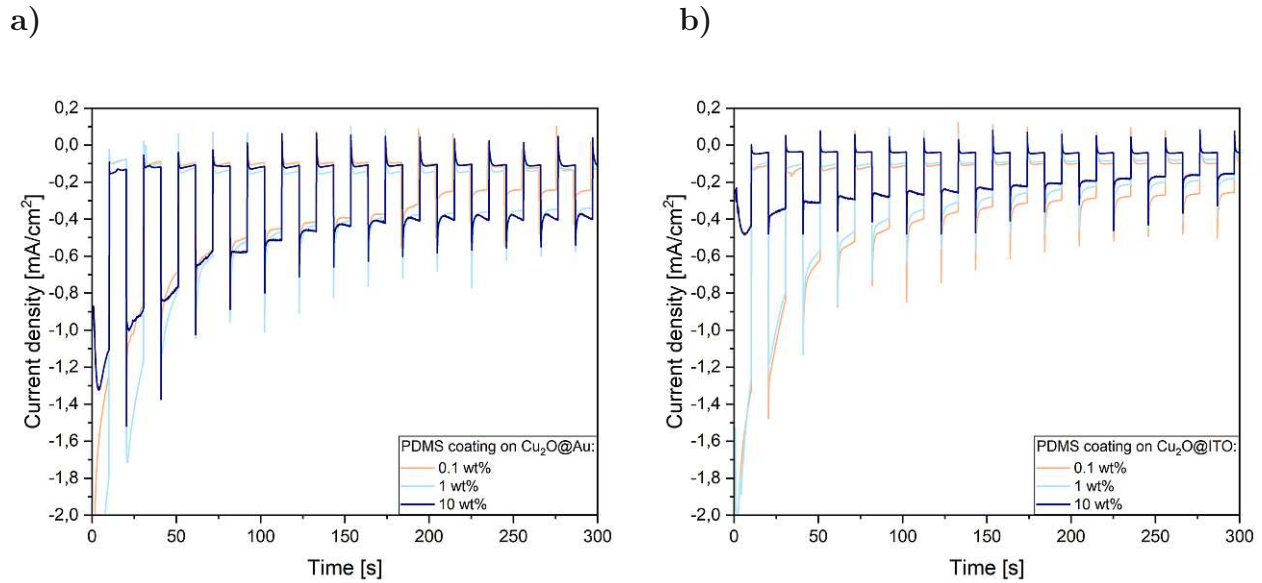 a)
b)
0,2
0,0
-0,2
-0,4
-0,6
-0,8
-1,0
-1,2
-1,4
-1,6
-1,8
-2,0
Current density [mA/cm²]
PDMS coating on Cu₂O@Au:
0.1 wt%
1 wt%
10 wt%
0 50 100 150 200 250 300
Time [s]
0,2
0,0
-0,2
-0,4
-0,6
-0,8
-1,0
-1,2
-1,4
-1,6
-1,8
-2,0
Current density [mA/cm²]
PDMS coating on Cu₂O@ITO:
0.1 wt%
1 wt%
10 wt%
0 50 100 150 200 250 300
Time [s]